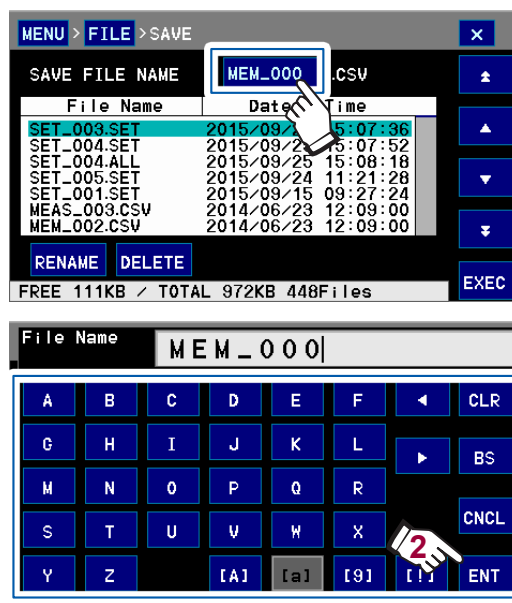 MENU > FILE > SAVE ×
SAVE FILE NAME MEM_000 .CSV
File Name Date Time
SET_003.SET 2015/09/2 5:07:36
SET_004.SET 2015/09/25 15:07:52
SET_004.ALL 2015/09/25 15:08:18
SET_005.SET 2015/09/24 11:21:28
SET_001.SET 2015/09/15 09:27:24
MEAS_003.CSV 2014/06/23 12:09:00
MEM_002.CSV 2014/06/23 12:09:00
RENAME DELETE
EXEC
FREE 111KB / TOTAL 972KB 448Files
File Name MEM_000
A B C D E F CLR
G H I J K L BS
M N O P Q R
CNCL
S T U V W X
2
Y Z [A] [a] [9] [!] ENT